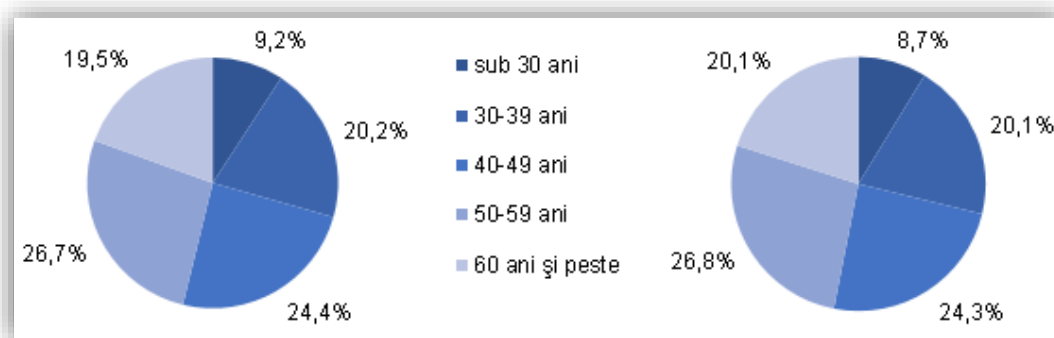 9,2%
20,2%
24,4%
26,7%
19,5%
sub 30 ani
30-39 ani
40-49 ani
50-59 ani
60 ani şi peste
8,7%
20,1%
24,3%
26,8%
20,1%